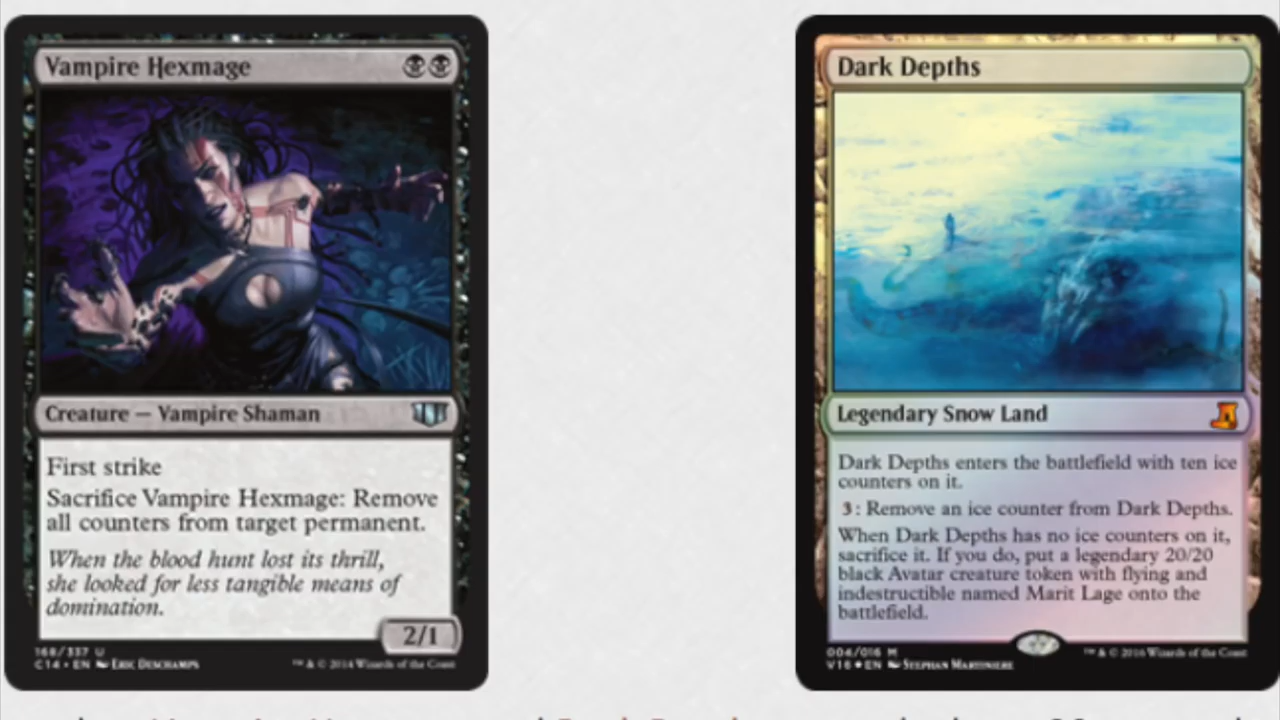 Vampire Hexmage
Creature — Vampire Shaman
First strike
Sacrifice Vampire Hexmage: Remove
all counters from target permanent.
When the blood hunt lost its thrill,
she looked for less tangible means of
domination.
2/1
168/337 U
C14 • EN ERIC DESCHAMPS
™ & © 2014 Wizards of the Coast
Dark Depths
Legendary Snow Land
Dark Depths enters the battlefield with ten ice
counters on it.
3: Remove an ice counter from Dark Depths.
When Dark Depths has no ice counters on it,
sacrifice it. If you do, put a legendary 20/20
black Avatar creature token with flying and
indestructible named Marit Lage onto the
battlefield.
004/016 M
V16 ★ EN STEPHAN MARTINIERE
™ & © 2016 Wizards of the Coast